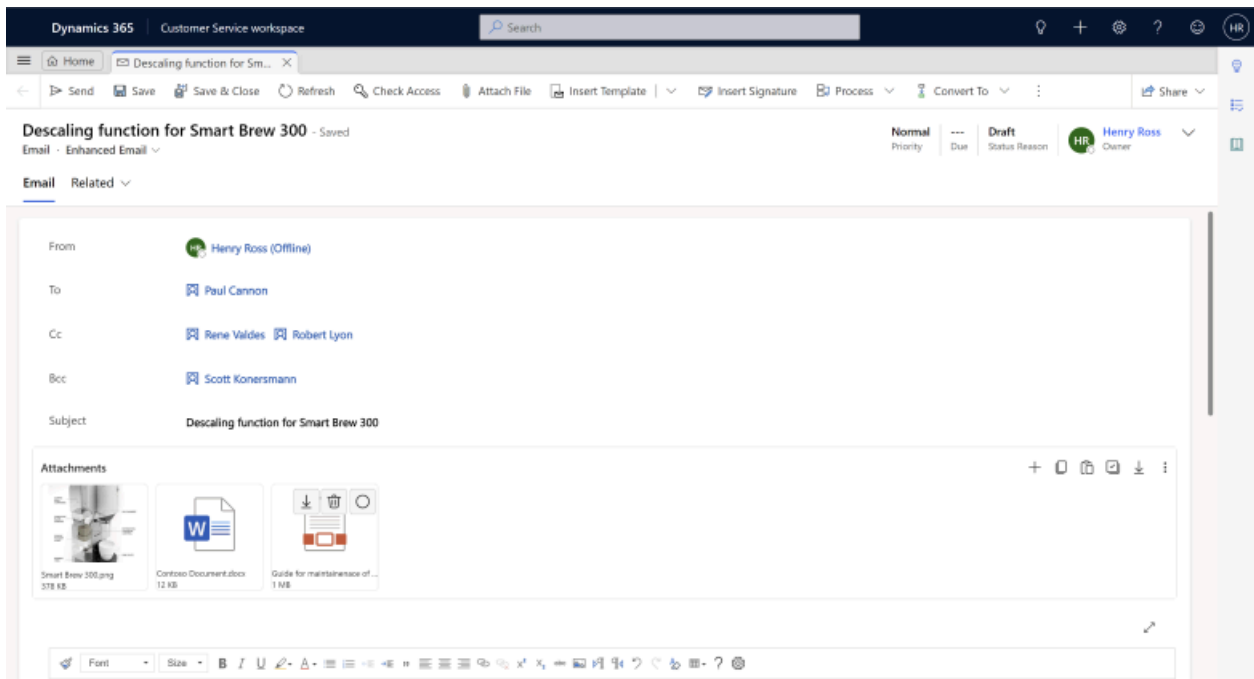 Dynamics 365 Customer Service workspace Search ? HR
Home Descaling function for Sm...
Send Save Save & Close Refresh Check Access Attach File Insert Template Insert Signature Process Convert To Share
Descaling function for Smart Brew 300 - Saved
Email · Enhanced Email
Normal --- Draft HR Henry Ross
Priority Due Status Reason Owner
Email Related
From HR Henry Ross (Offline)
To Paul Cannon
Cc Rene Valdes Robert Lyon
Bcc Scott Konersmann
Subject Descaling function for Smart Brew 300
Attachments
W
Smart Brew 300.png Contoso Document.docx Guide for maintainenace of ...
378 KB 12 KB 1 MB
Font Size B I U A ?